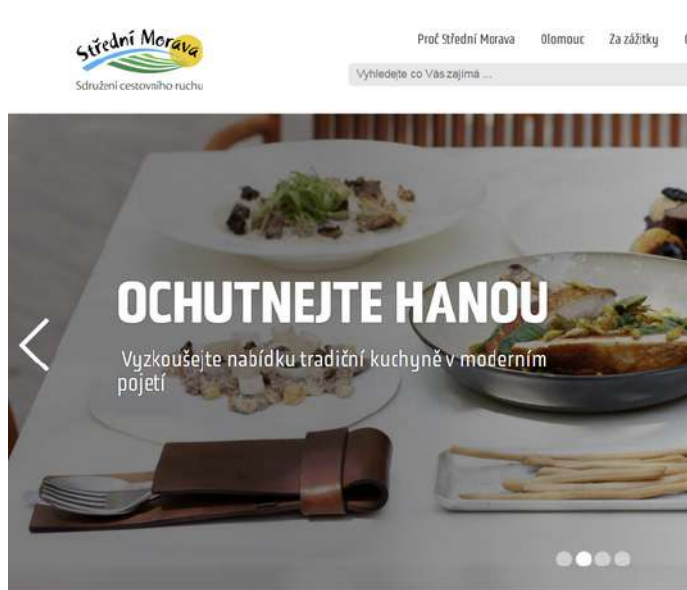 Střední Morava
Sdružení cestovního ruchu
Proč Střední Morava Olomouc Za zážitky
Vyhledejte co Vás zajímá ...
OCHUTNEJTE HANOU
Vyzkoušejte nabídku tradiční kuchyně v moderním
pojetí